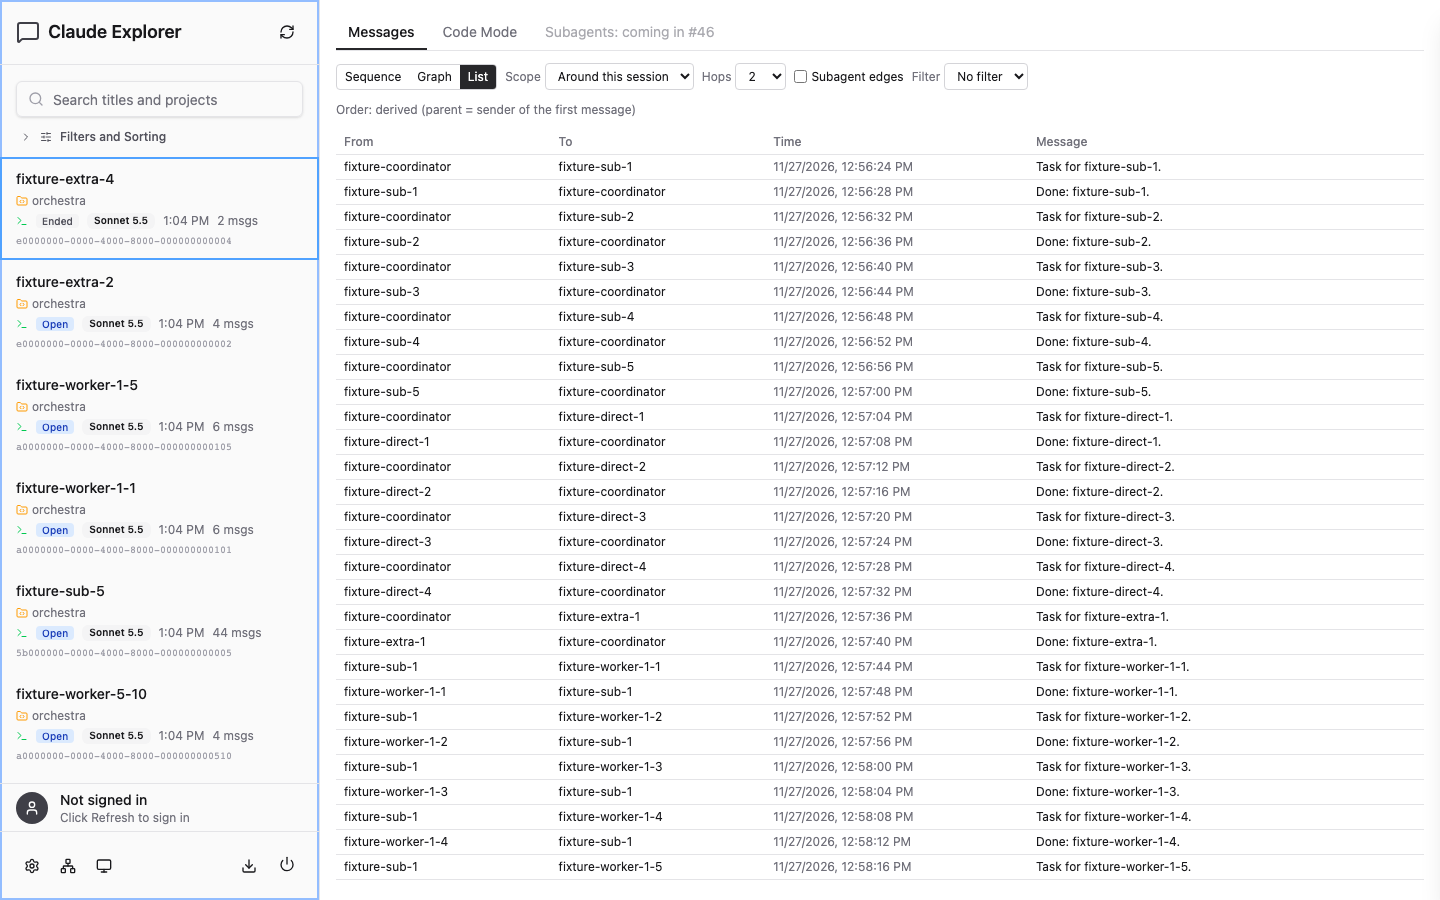 Claude Explorer
Search titles and projects
Filters and Sorting
fixture-extra-4
orchestra
Ended Sonnet 5.5 1:04 PM 2 msgs
e0000000-0000-4000-8000-000000000004
fixture-extra-2
orchestra
Open Sonnet 5.5 1:04 PM 4 msgs
e0000000-0000-4000-8000-000000000002
fixture-worker-1-5
orchestra
Open Sonnet 5.5 1:04 PM 6 msgs
a0000000-0000-4000-8000-000000000105
fixture-worker-1-1
orchestra
Open Sonnet 5.5 1:04 PM 6 msgs
a0000000-0000-4000-8000-000000000101
fixture-sub-5
orchestra
Open Sonnet 5.5 1:04 PM 44 msgs
5b000000-0000-4000-8000-000000000005
fixture-worker-5-10
orchestra
Open Sonnet 5.5 1:04 PM 4 msgs
a0000000-0000-4000-8000-000000000510
Not signed in
Click Refresh to sign in
Messages Code Mode Subagents: coming in #46
Sequence Graph List Scope Around this session Hops 2 Subagent edges Filter No filter
Order: derived (parent = sender of the first message)
From To Time Message
fixture-coordinator fixture-sub-1 11/27/2026, 12:56:24 PM Task for fixture-sub-1.
fixture-sub-1 fixture-coordinator 11/27/2026, 12:56:28 PM Done: fixture-sub-1.
fixture-coordinator fixture-sub-2 11/27/2026, 12:56:32 PM Task for fixture-sub-2.
fixture-sub-2 fixture-coordinator 11/27/2026, 12:56:36 PM Done: fixture-sub-2.
fixture-coordinator fixture-sub-3 11/27/2026, 12:56:40 PM Task for fixture-sub-3.
fixture-sub-3 fixture-coordinator 11/27/2026, 12:56:44 PM Done: fixture-sub-3.
fixture-coordinator fixture-sub-4 11/27/2026, 12:56:48 PM Task for fixture-sub-4.
fixture-sub-4 fixture-coordinator 11/27/2026, 12:56:52 PM Done: fixture-sub-4.
fixture-coordinator fixture-sub-5 11/27/2026, 12:56:56 PM Task for fixture-sub-5.
fixture-sub-5 fixture-coordinator 11/27/2026, 12:57:00 PM Done: fixture-sub-5.
fixture-coordinator fixture-direct-1 11/27/2026, 12:57:04 PM Task for fixture-direct-1.
fixture-direct-1 fixture-coordinator 11/27/2026, 12:57:08 PM Done: fixture-direct-1.
fixture-coordinator fixture-direct-2 11/27/2026, 12:57:12 PM Task for fixture-direct-2.
fixture-direct-2 fixture-coordinator 11/27/2026, 12:57:16 PM Done: fixture-direct-2.
fixture-coordinator fixture-direct-3 11/27/2026, 12:57:20 PM Task for fixture-direct-3.
fixture-direct-3 fixture-coordinator 11/27/2026, 12:57:24 PM Done: fixture-direct-3.
fixture-coordinator fixture-direct-4 11/27/2026, 12:57:28 PM Task for fixture-direct-4.
fixture-direct-4 fixture-coordinator 11/27/2026, 12:57:32 PM Done: fixture-direct-4.
fixture-coordinator fixture-extra-1 11/27/2026, 12:57:36 PM Task for fixture-extra-1.
fixture-extra-1 fixture-coordinator 11/27/2026, 12:57:40 PM Done: fixture-extra-1.
fixture-sub-1 fixture-worker-1-1 11/27/2026, 12:57:44 PM Task for fixture-worker-1-1.
fixture-worker-1-1 fixture-sub-1 11/27/2026, 12:57:48 PM Done: fixture-worker-1-1.
fixture-sub-1 fixture-worker-1-2 11/27/2026, 12:57:52 PM Task for fixture-worker-1-2.
fixture-worker-1-2 fixture-sub-1 11/27/2026, 12:57:56 PM Done: fixture-worker-1-2.
fixture-sub-1 fixture-worker-1-3 11/27/2026, 12:58:00 PM Task for fixture-worker-1-3.
fixture-worker-1-3 fixture-sub-1 11/27/2026, 12:58:04 PM Done: fixture-worker-1-3.
fixture-sub-1 fixture-worker-1-4 11/27/2026, 12:58:08 PM Task for fixture-worker-1-4.
fixture-worker-1-4 fixture-sub-1 11/27/2026, 12:58:12 PM Done: fixture-worker-1-4.
fixture-sub-1 fixture-worker-1-5 11/27/2026, 12:58:16 PM Task for fixture-worker-1-5.